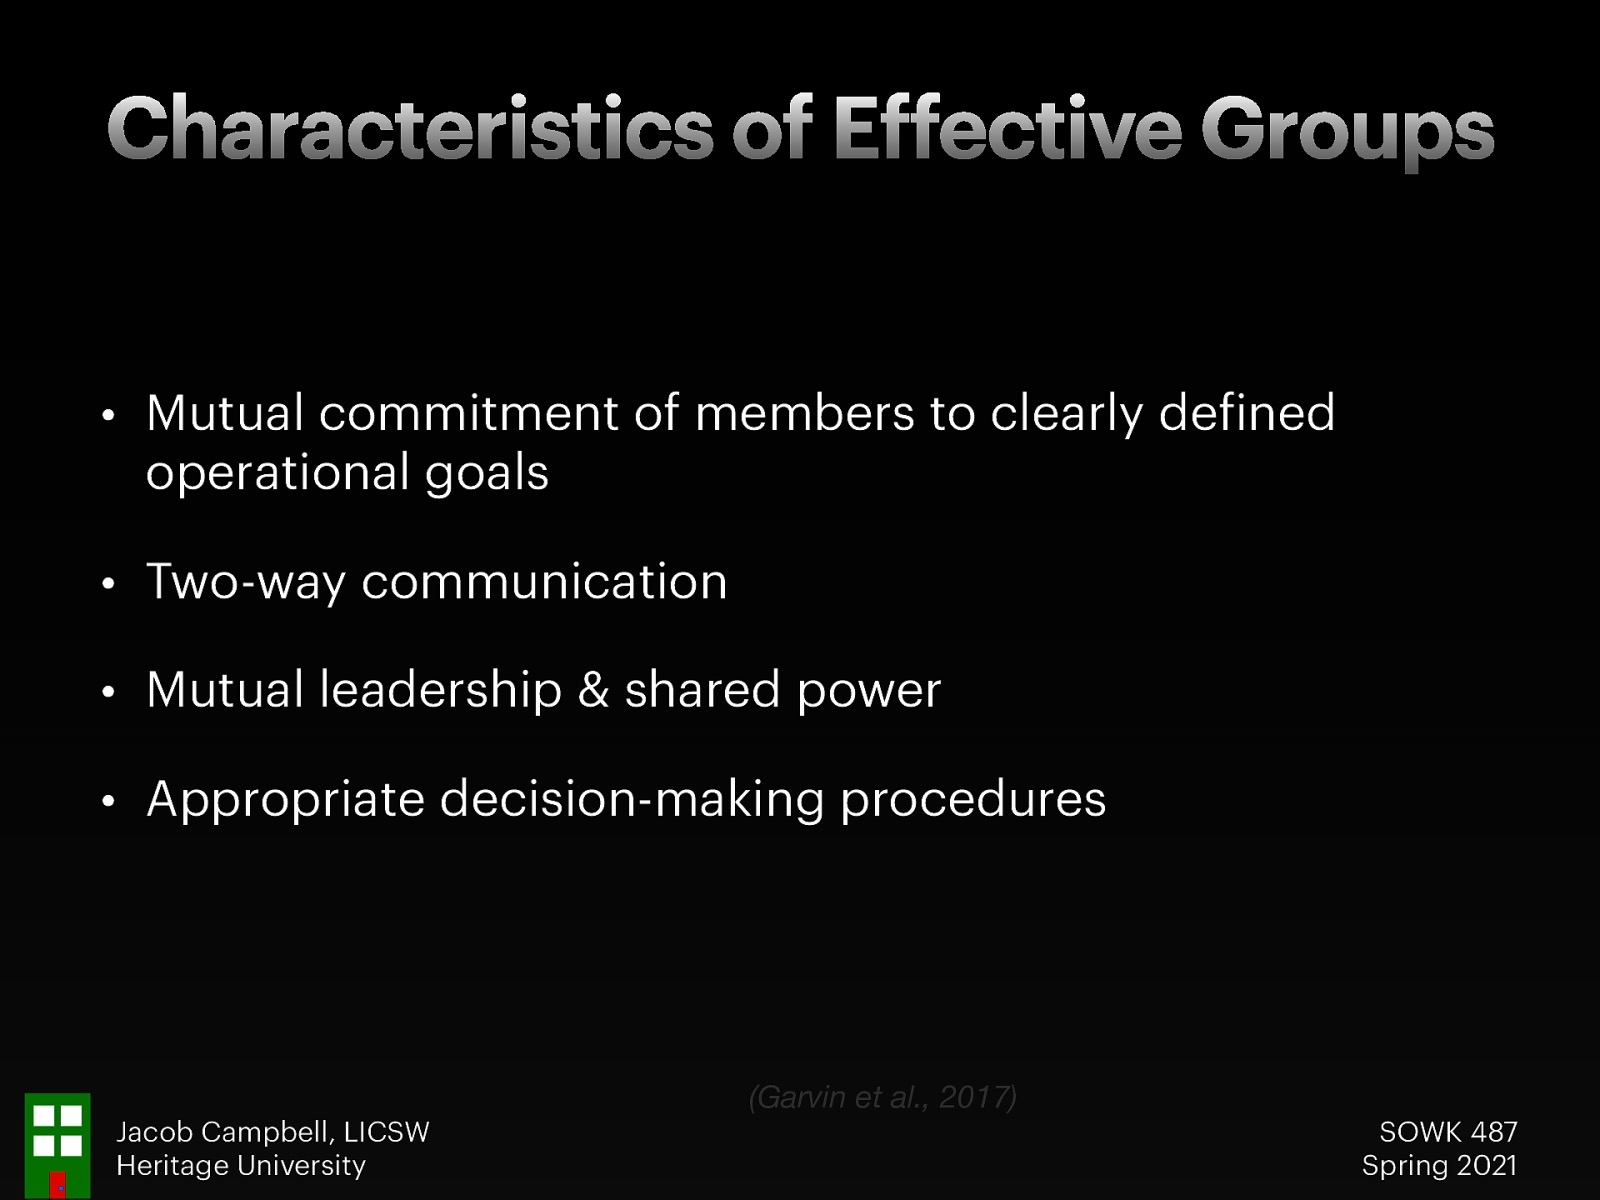 Characteristics of Effective Groups
• Mutual commitment of members to clearly defined
operational goals
• Two-way communication
• Mutual leadership & shared power
• Appropriate decision-making procedures
(Garvin et al., 2017)
Jacob Campbell, LICSW
Heritage University
SOWK 487
Spring 2021